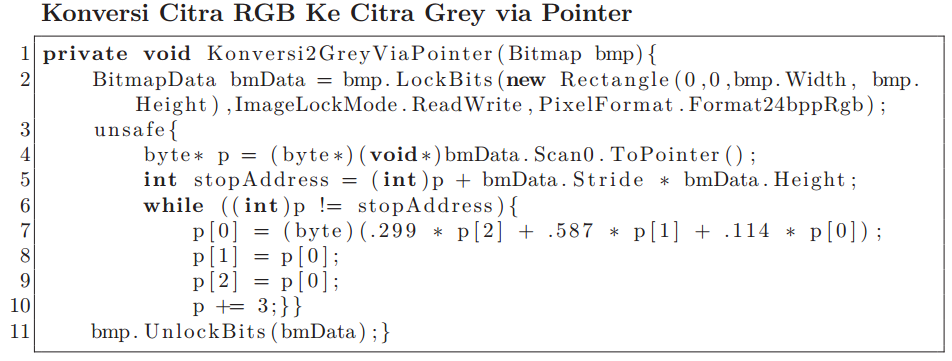 Konversi Citra RGB Ke Citra Grey via Pointer
1 private void Konversi2GreyViaPointer(Bitmap bmp){
2 BitmapData bmData = bmp.LockBits(new Rectangle(0,0,bmp.Width, bmp.
Height),ImageLockMode.ReadWrite,PixelFormat.Format24bppRgb);
3 unsafe{
4 byte* p = (byte*)(void*)bmData.Scan0.ToPointer();
5 int stopAddress = (int)p + bmData.Stride * bmData.Height;
6 while ((int)p != stopAddress){
7 p[0] = (byte)(.299 * p[2] + .587 * p[1] + .114 * p[0]);
8 p[1] = p[0];
9 p[2] = p[0];
10 p += 3;}}
11 bmp.UnlockBits(bmData);}